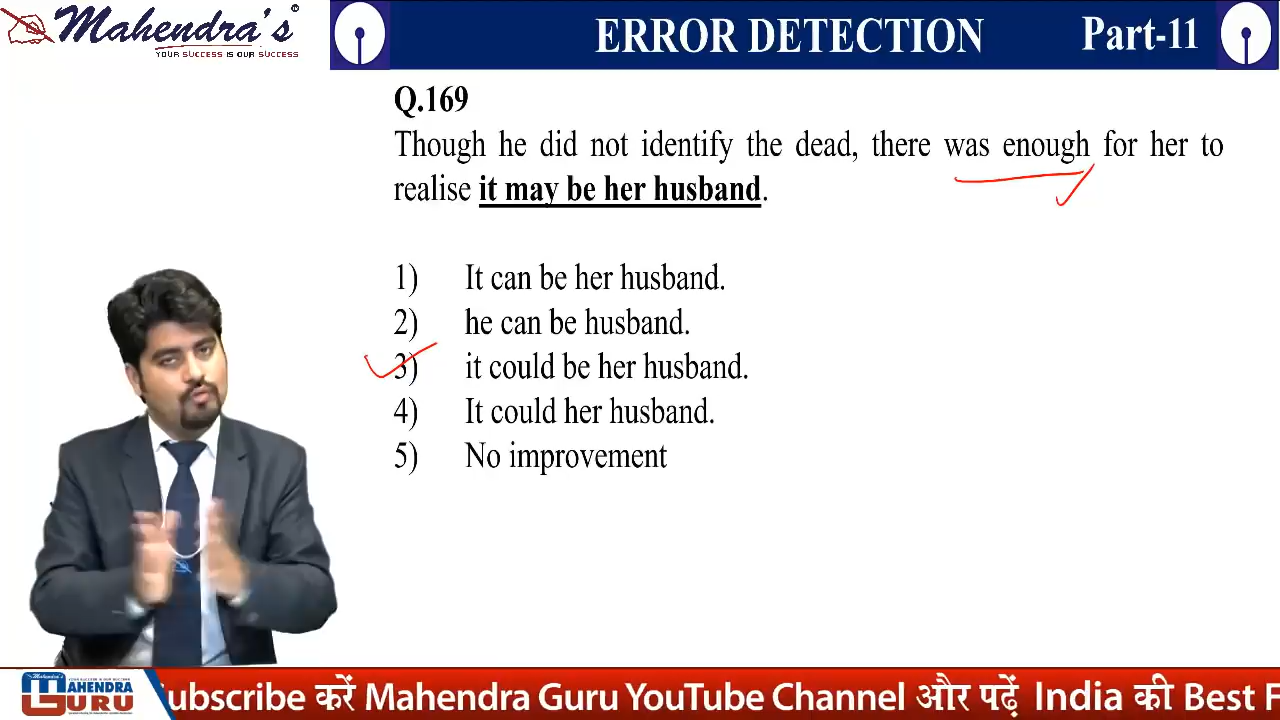 Mahendra's
YOUR SUCCESS IS OUR SUCCESS
ERROR DETECTION
Part-11
Q.169
Though he did not identify the dead, there was enough for her to
realise it may be her husband.
1) It can be her husband.
2) he can be husband.
3) it could be her husband.
4) It could her husband.
5) No improvement
MAHENDRA
GURU
ubscribe करें Mahendra Guru YouTube Channel और पढ़ें India की Best F